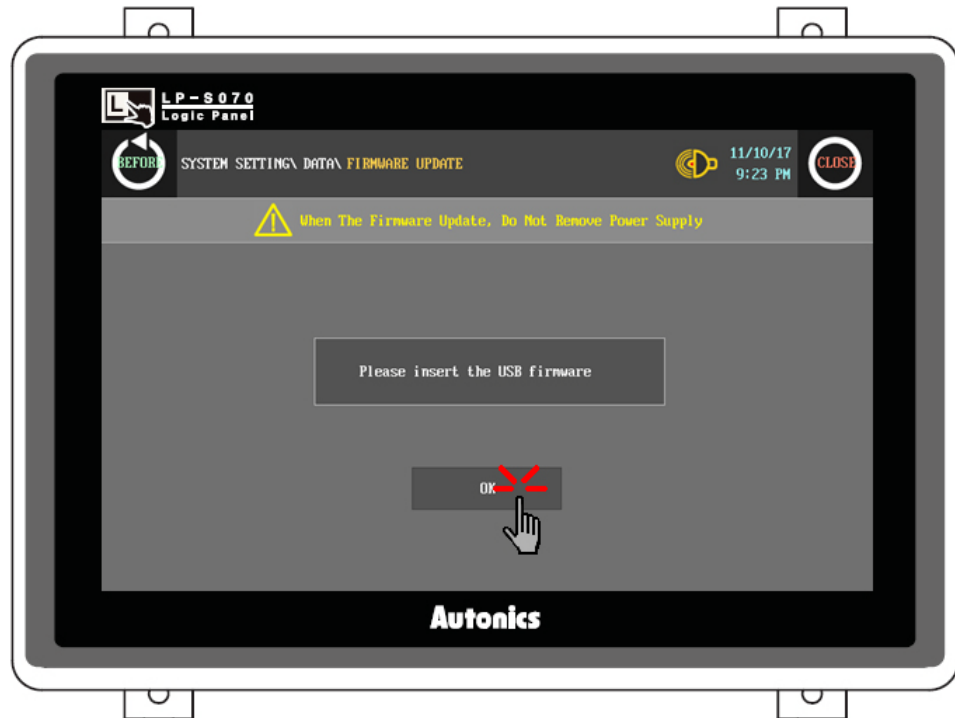 L
LP-S070
Logic Panel
BEFORE
SYSTEM SETTING\ DATA\ FIRMWARE UPDATE
11/10/17
9:23 PM
CLOSE
When The Firmware Update, Do Not Remove Power Supply
Please insert the USB firmware
OK
Autonics